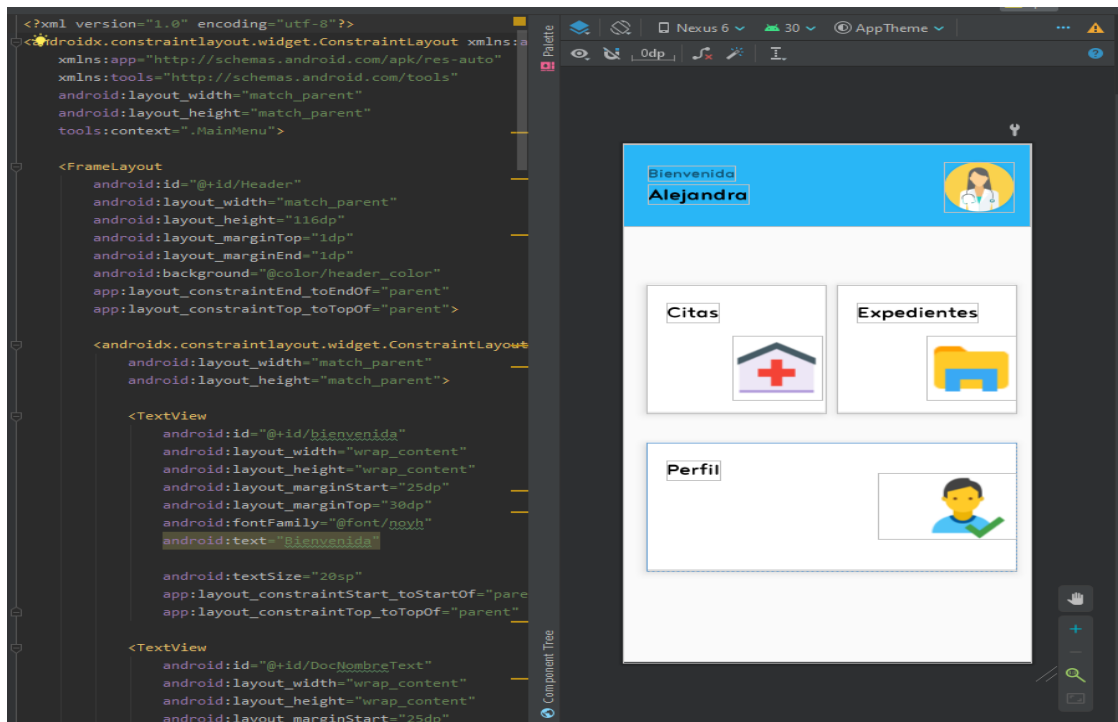 <?xml version="1.0" encoding="utf-8"?>
<androidx.constraintlayout.widget.ConstraintLayout xmlns:a
xmlns:app="http://schemas.android.com/apk/res-auto"
xmlns:tools="http://schemas.android.com/tools"
android:layout_width="match_parent"
android:layout_height="match_parent"
tools:context=".MainMenu">
<FrameLayout
android:id="@+id/Header"
android:layout_width="match_parent"
android:layout_height="116dp"
android:layout_marginTop="1dp"
android:layout_marginEnd="1dp"
android:background="@color/header_color"
app:layout_constraintEnd_toEndOf="parent"
app:layout_constraintTop_toTopOf="parent">
<androidx.constraintlayout.widget.ConstraintLayout
android:layout_width="match_parent"
android:layout_height="match_parent">
<TextView
android:id="@+id/bienvenida"
android:layout_width="wrap_content"
android:layout_height="wrap_content"
android:layout_marginStart="25dp"
android:layout_marginTop="30dp"
android:fontFamily="@font/noyh"
android:text="Bienvenida"
android:textSize="20sp"
app:layout_constraintStart_toStartOf="pare
app:layout_constraintTop_toTopOf="parent"
<TextView
android:id="@+id/DocNombreText"
android:layout_width="wrap_content"
android:layout_height="wrap_content"
android:layout_marginStart="25dp"
Palette
Component Tree
Nexus 6
30
AppTheme
0dp
Bienvenida
Alejandra
Citas
Expedientes
Perfil